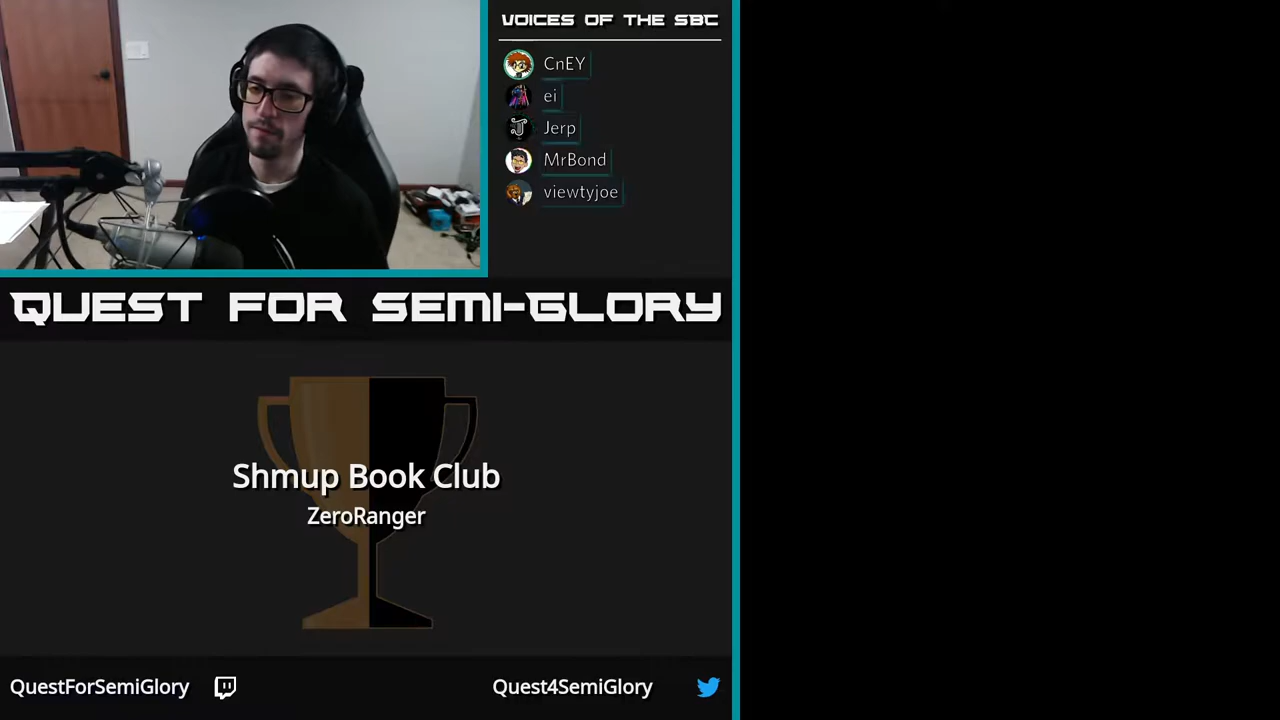 VOICES OF THE SBC
CnEY
ei
Jerp
MrBond
viewtyjoe
QUEST FOR SEMI-GLORY
Shmup Book Club
ZeroRanger
QuestForSemiGlory
Quest4SemiGlory